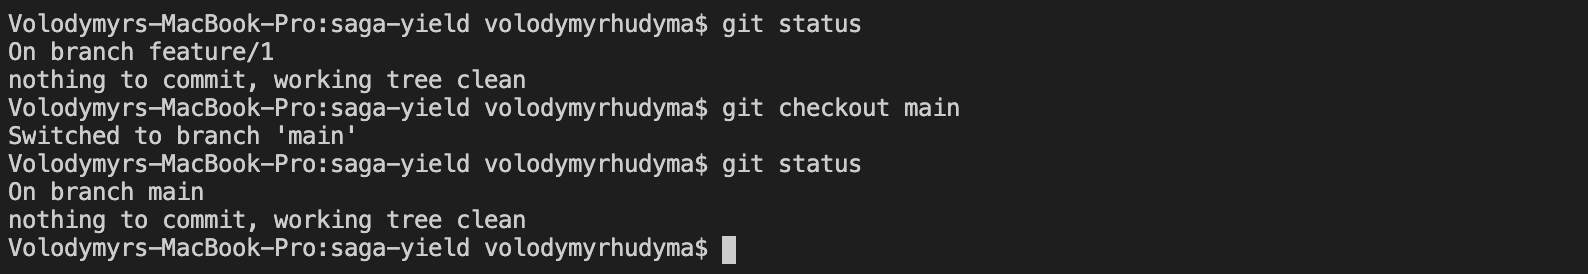 Volodymyrs-MacBook-Pro:saga-yield volodymyrhudyma$ git status
On branch feature/1
nothing to commit, working tree clean
Volodymyrs-MacBook-Pro:saga-yield volodymyrhudyma$ git checkout main
Switched to branch 'main'
Volodymyrs-MacBook-Pro:saga-yield volodymyrhudyma$ git status
On branch main
nothing to commit, working tree clean
Volodymyrs-MacBook-Pro:saga-yield volodymyrhudyma$